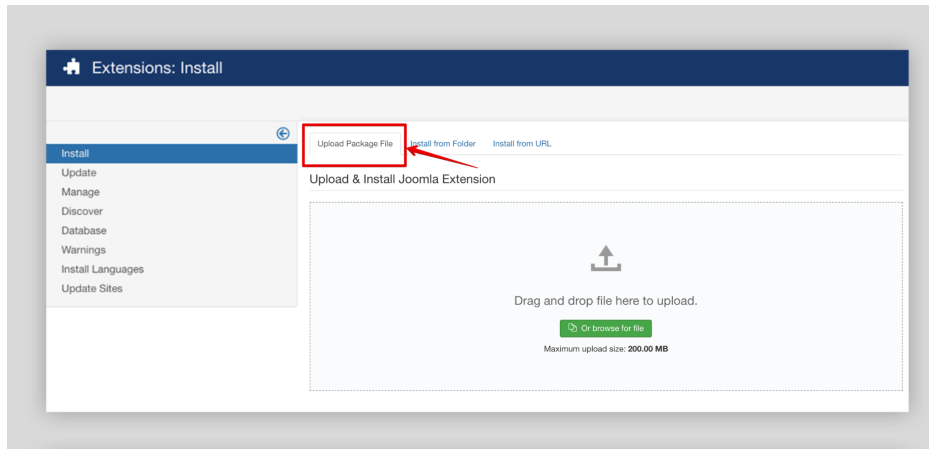 Extensions: Install
Install
Update
Manage
Discover
Database
Warnings
Install Languages
Update Sites
Upload Package File
Install from Folder
Install from URL
Upload & Install Joomla Extension
Drag and drop file here to upload.
Or browse for file
Maximum upload size: 200.00 MB